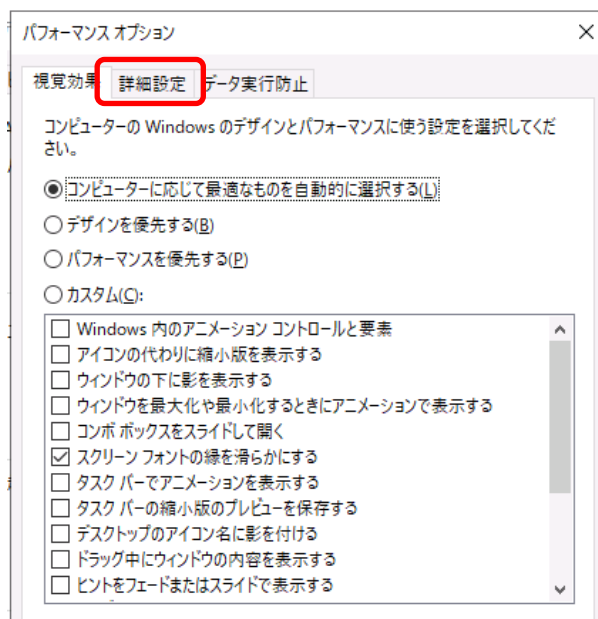 パフォーマンス オプション
視覚効果 詳細設定 データ実行防止
コンピューターの Windows のデザインとパフォーマンスに使う設定を選択してくだ
さい。
コンピューターに応じて最適なものを自動的に選択する(L)
デザインを優先する(B)
パフォーマンスを優先する(P)
カスタム(C):
Windows 内のアニメーション コントロールと要素
アイコンの代わりに縮小版を表示する
ウィンドウの下に影を表示する
ウィンドウを最大化や最小化するときにアニメーションで表示する
コンボ ボックスをスライドして開く
スクリーン フォントの縁を滑らかにする
タスク バーでアニメーションを表示する
タスク バーの縮小版のプレビューを保存する
デスクトップのアイコン名に影を付ける
ドラッグ中にウィンドウの内容を表示する
ヒントをフェードまたはスライドで表示する